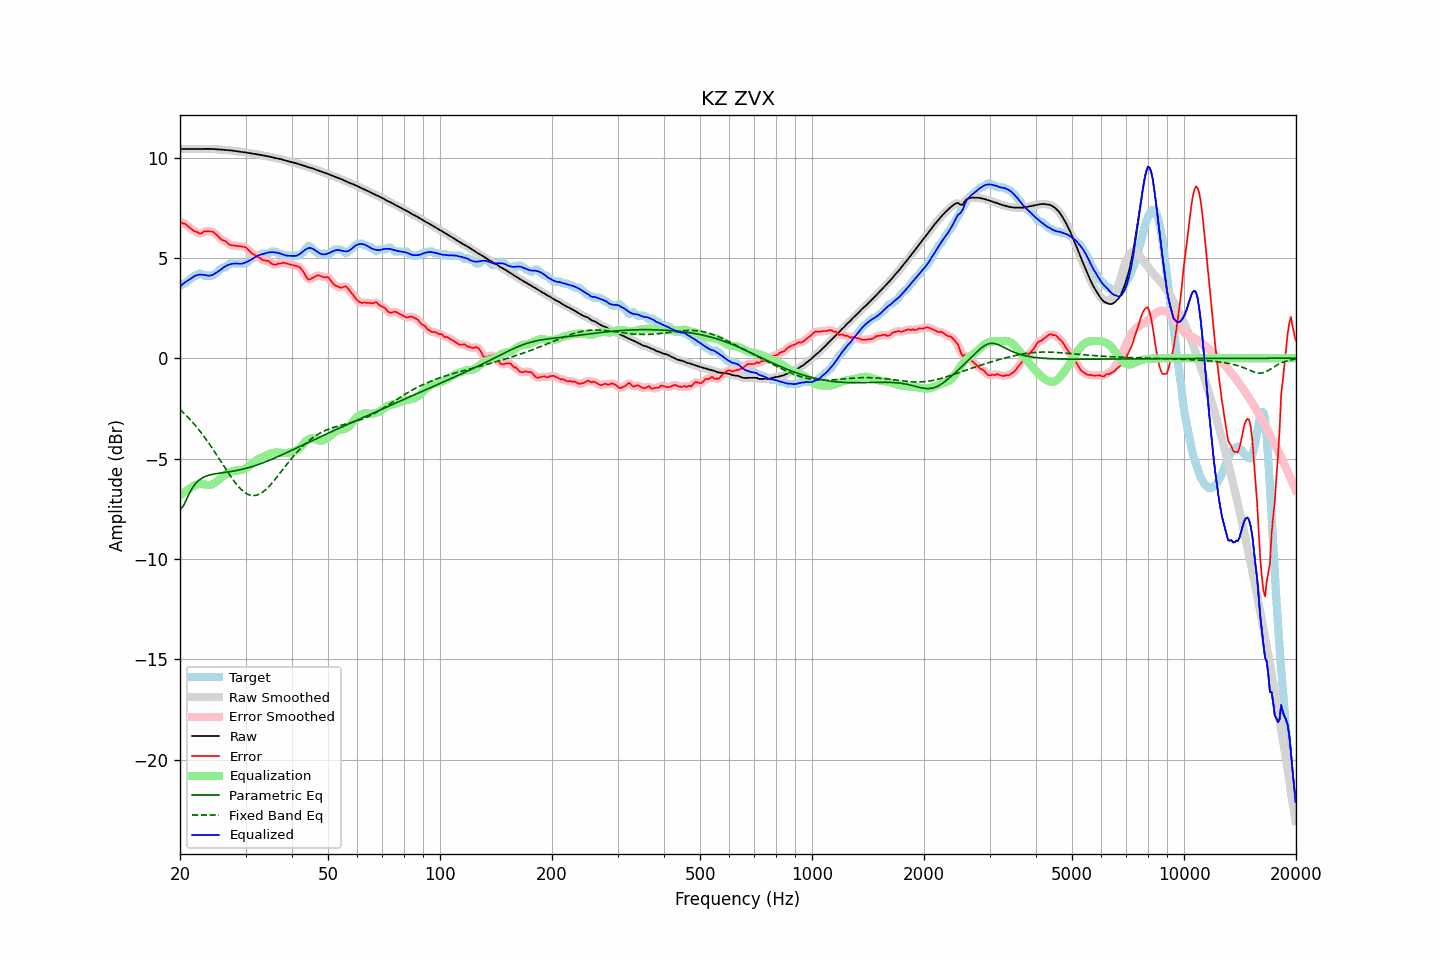 KZ ZVX
Amplitude (dBr)
10
5
0
−5
−10
−15
−20
Target
Raw Smoothed
Error Smoothed
Raw
Error
Equalization
Parametric Eq
Fixed Band Eq
Equalized
20 50 100 200 500 1000 2000 5000 10000 20000
Frequency (Hz)